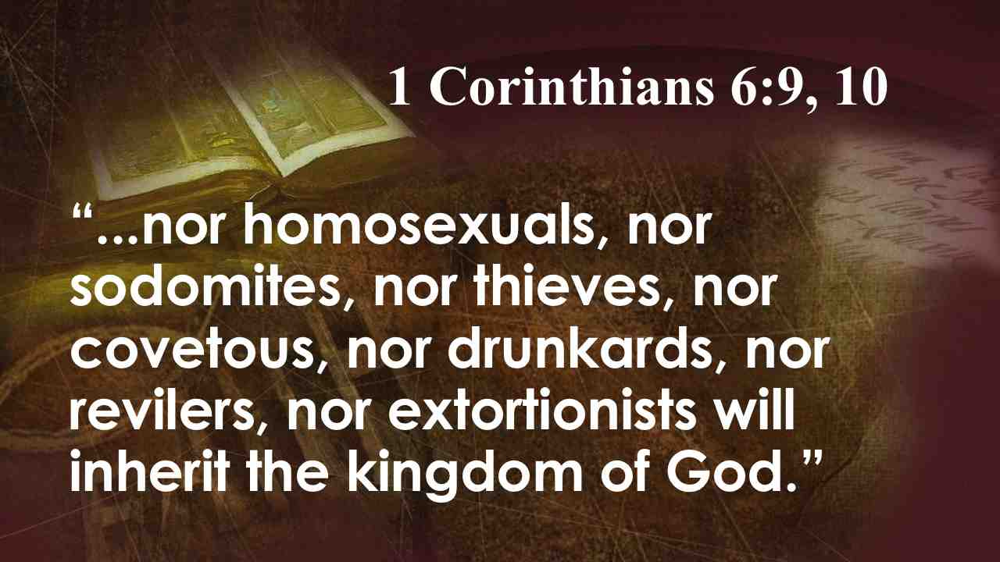 1 Corinthians 6:9, 10
“...nor homosexuals, nor
sodomites, nor thieves, nor
covetous, nor drunkards, nor
revilers, nor extortionists will
inherit the kingdom of God.”